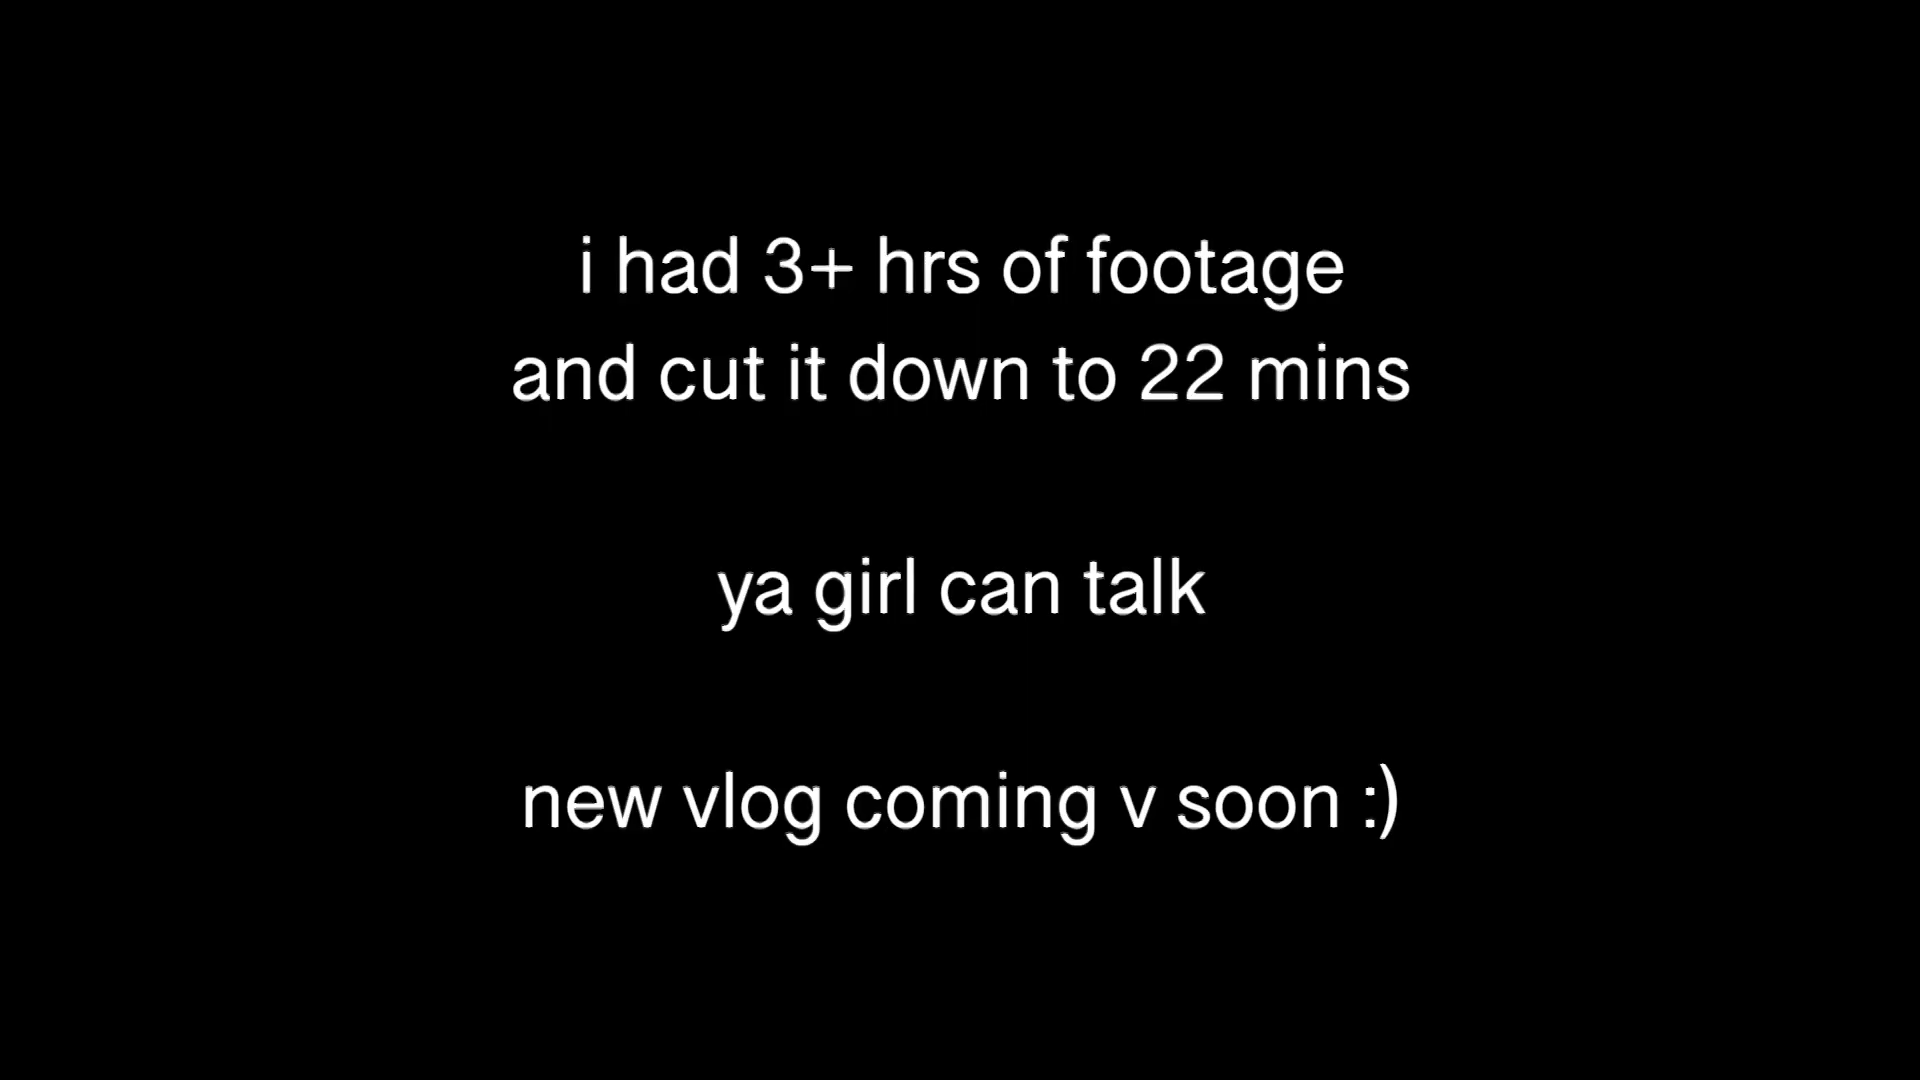 i had 3+ hrs of footage
and cut it down to 22 mins
ya girl can talk
new vlog coming v soon :)